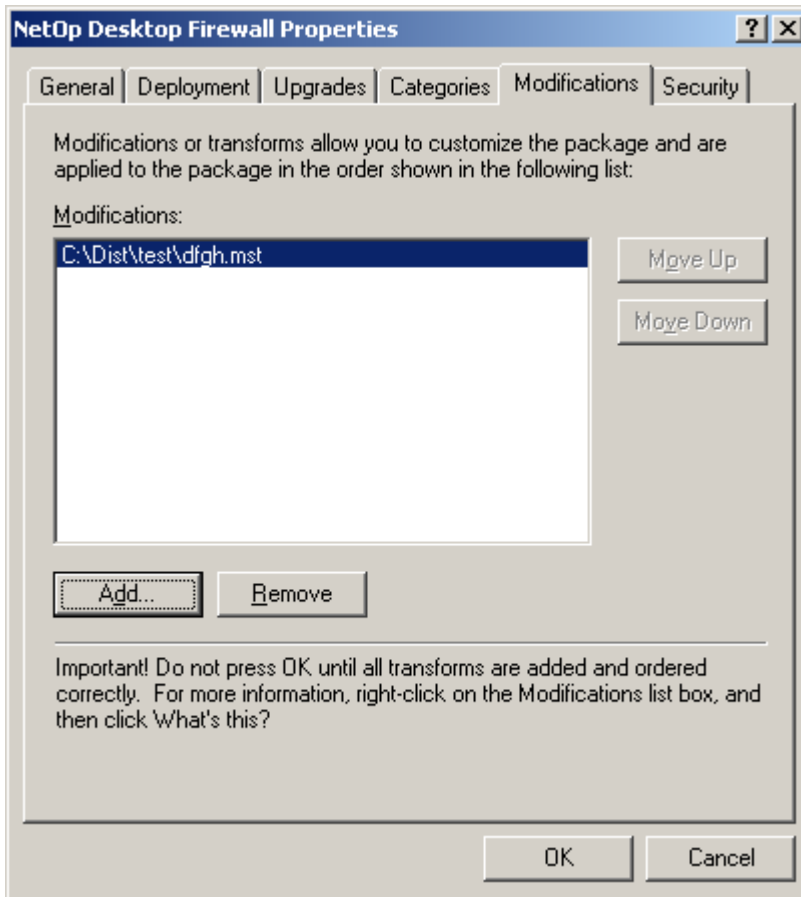 NetOp Desktop Firewall Properties
General Deployment Upgrades Categories Modifications Security
Modifications or transforms allow you to customize the package and are
applied to the package in the order shown in the following list:
Modifications:
C:\Dist\test\dfgh.mst
Move Up
Move Down
Add... Remove
Important! Do not press OK until all transforms are added and ordered
correctly. For more information, right-click on the Modifications list box, and
then click What's this?
OK Cancel